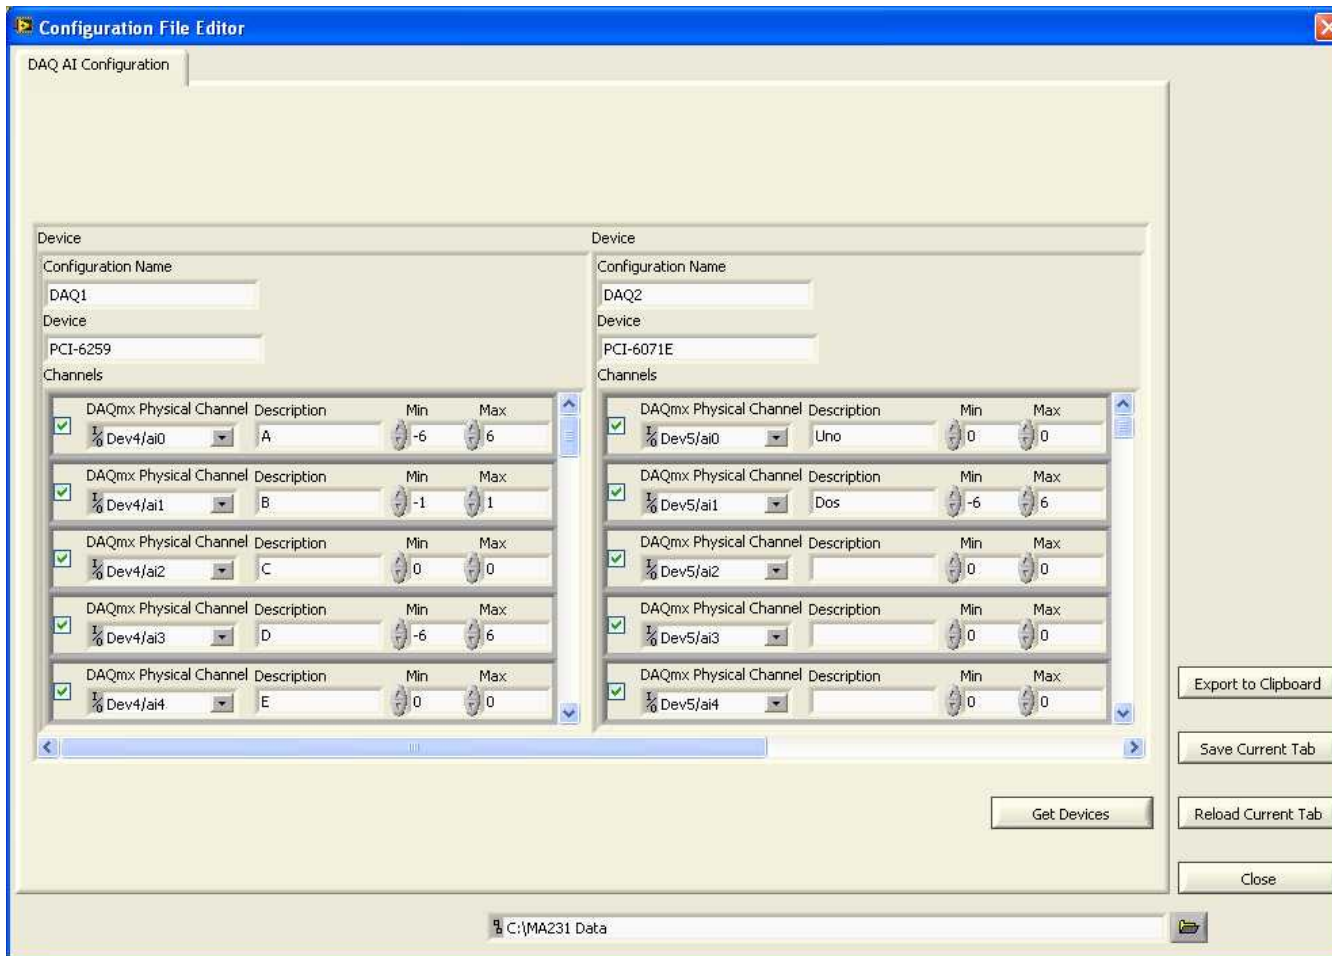 Configuration File Editor
DAQ AI Configuration
Device
Configuration Name
DAQ1
Device
PCI-6259
Channels
DAQmx Physical Channel Description Min Max
Dev4/ai0 A -6 6
DAQmx Physical Channel Description Min Max
Dev4/ai1 B -1 1
DAQmx Physical Channel Description Min Max
Dev4/ai2 C 0 0
DAQmx Physical Channel Description Min Max
Dev4/ai3 D -6 6
DAQmx Physical Channel Description Min Max
Dev4/ai4 E 0 0
Device
Configuration Name
DAQ2
Device
PCI-6071E
Channels
DAQmx Physical Channel Description Min Max
Dev5/ai0 Uno 0 0
DAQmx Physical Channel Description Min Max
Dev5/ai1 Dos -6 6
DAQmx Physical Channel Description Min Max
Dev5/ai2 0 0
DAQmx Physical Channel Description Min Max
Dev5/ai3 0 0
DAQmx Physical Channel Description Min Max
Dev5/ai4 0 0
Get Devices
Export to Clipboard
Save Current Tab
Reload Current Tab
Close
C:\MA231 Data